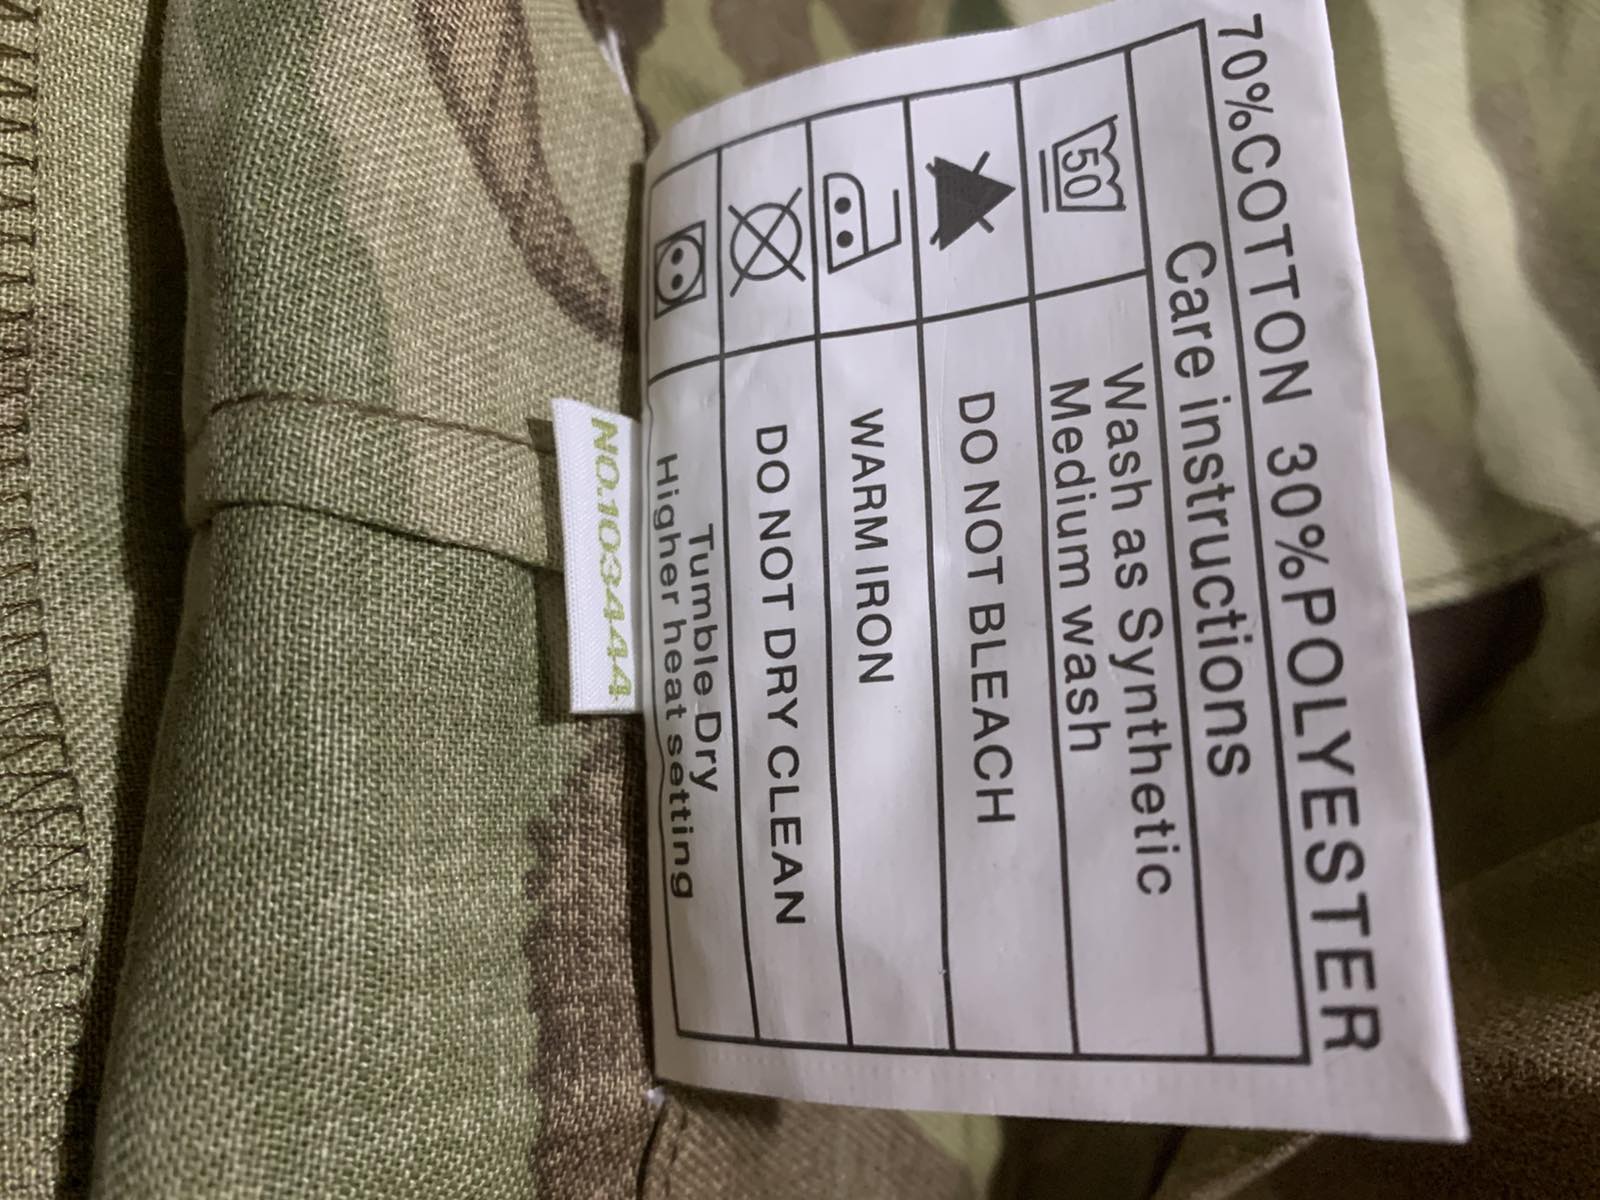 70%COTTON 30%POLYESTER
Care instructions
50
Wash as Synthetic
Medium wash
DO NOT BLEACH
WARM IRON
DO NOT DRY CLEAN
Tumble Dry
Higher heat setting
NO.103444